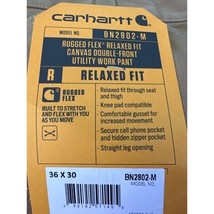 carhartt
MODEL NO. BN2802-M
RUGGED FLEX® RELAXED FIT
CANVAS DOUBLE-FRONT
UTILITY WORK PANT
R RELAXED FIT
RUGGED FLEX
BUILT TO STRETCH
AND FLEX WITH YOU
AS YOU MOVE
• Relaxed fit through seat
and thigh
• Knee pad compatible
• Comfortable gusset for
increased movement
• Secure cell phone pocket
and hidden zipper pocket
• Straight leg opening
36 X 30
BN2802-M
MODEL NO.